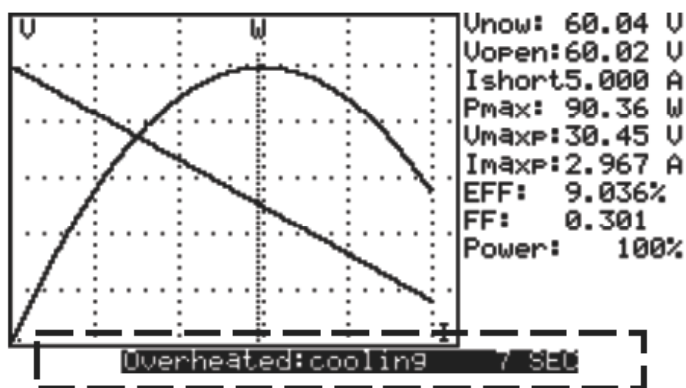 V W
Vnow: 60.04 V
Vopen:60.02 V
Ishort5.000 A
Pmax: 90.36 W
Vmaxp:30.45 V
Imaxp:2.967 A
EFF: 9.036%
FF: 0.301
Power: 100%
I
Overheated:cooling 7 SEC